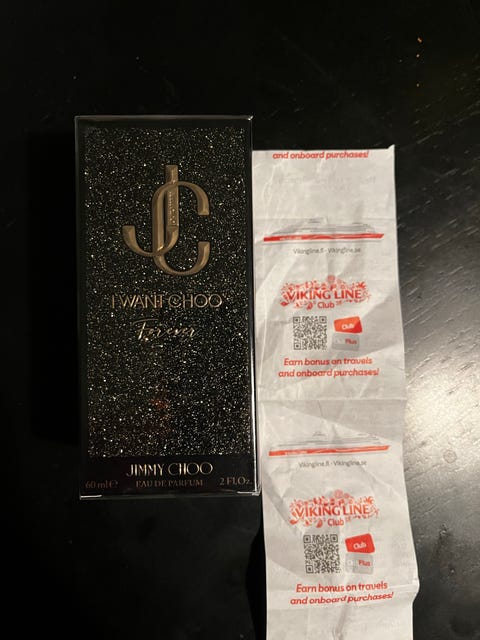 JC
I WANT CHOO
Forever
JIMMY CHOO
60 ml e EAU DE PARFUM 2 Fl.Oz.
and onboard purchases!
Vikingline.fi - Vikingline.se
VIKING LINE
Club
Club
Plus
Earn bonus on travels
and onboard purchases!
Vikingline.fi - Vikingline.se
VIKING LINE
Club
Club
Plus
Earn bonus on travels
and onboard purchases!